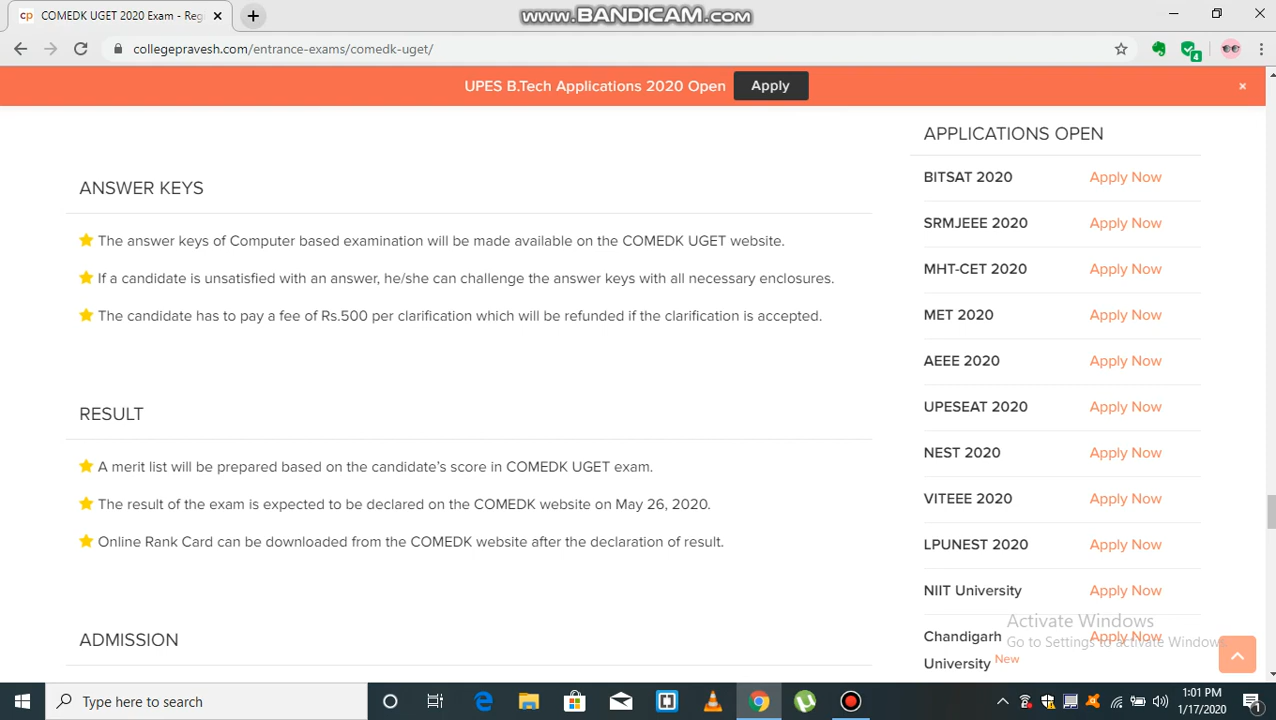 www.BANDICAM.com
cp COMEDK UGET 2020 Exam - Reg
collegepravesh.com/entrance-exams/comedk-uget/
4
UPES B.Tech Applications 2020 Open Apply
ANSWER KEYS
The answer keys of Computer based examination will be made available on the COMEDK UGET website.
If a candidate is unsatisfied with an answer, he/she can challenge the answer keys with all necessary enclosures.
The candidate has to pay a fee of Rs.500 per clarification which will be refunded if the clarification is accepted.
RESULT
A merit list will be prepared based on the candidate's score in COMEDK UGET exam.
The result of the exam is expected to be declared on the COMEDK website on May 26, 2020.
Online Rank Card can be downloaded from the COMEDK website after the declaration of result.
ADMISSION
APPLICATIONS OPEN
BITSAT 2020 Apply Now
SRMJEEE 2020 Apply Now
MHT-CET 2020 Apply Now
MET 2020 Apply Now
AEEE 2020 Apply Now
UPESEAT 2020 Apply Now
NEST 2020 Apply Now
VITEEE 2020 Apply Now
LPUNEST 2020 Apply Now
NIIT University Apply Now
Chandigarh Apply Now
University New
Activate Windows
Go to Settings to activate Windows.
Type here to search
1:01 PM
1/17/2020
1